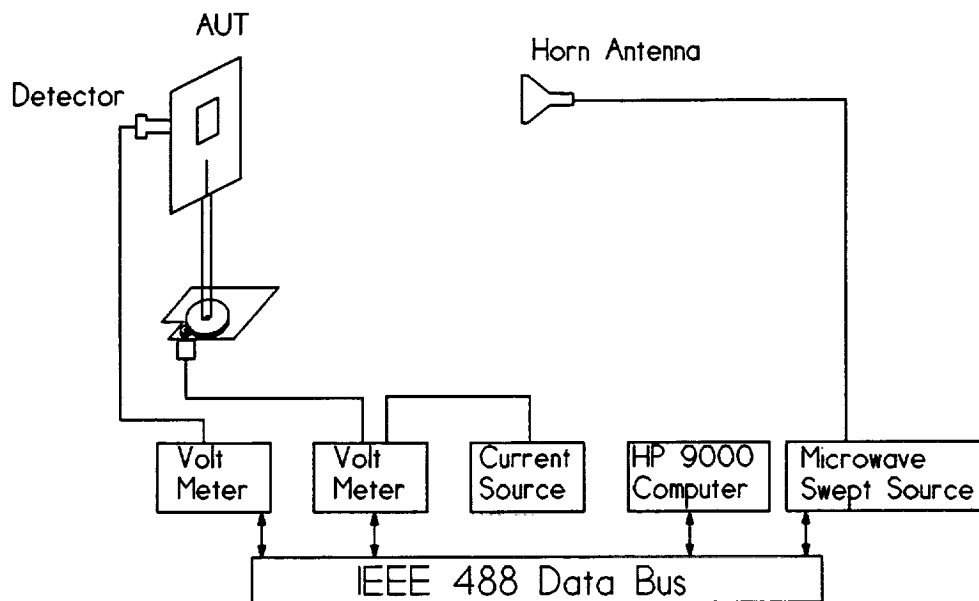 AUT
Horn Antenna
Detector
Volt
Meter
Volt
Meter
Current
Source
HP 9000
Computer
Microwave
Swept Source
IEEE 488 Data Bus